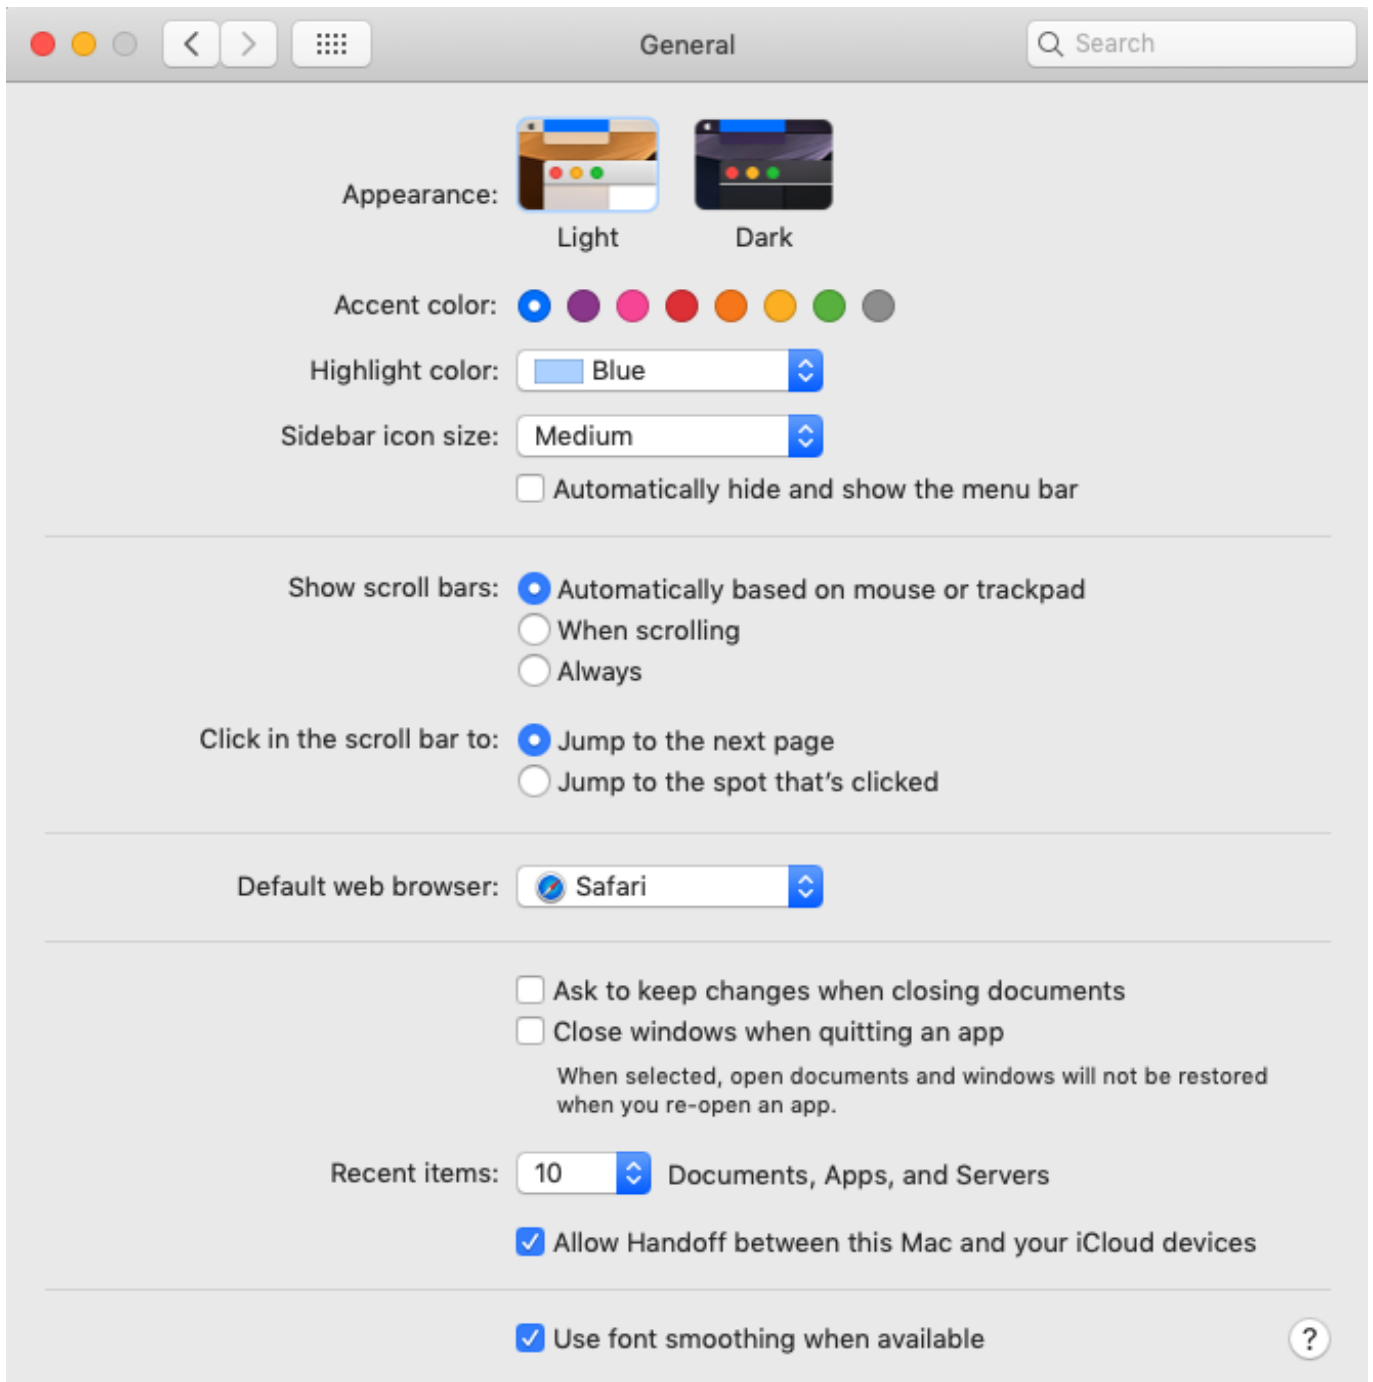 General
Search
Appearance:
Light Dark
Accent color:
Highlight color: Blue
Sidebar icon size: Medium
Automatically hide and show the menu bar
Show scroll bars: Automatically based on mouse or trackpad
When scrolling
Always
Click in the scroll bar to: Jump to the next page
Jump to the spot that's clicked
Default web browser: Safari
Ask to keep changes when closing documents
Close windows when quitting an app
When selected, open documents and windows will not be restored
when you re-open an app.
Recent items: 10 Documents, Apps, and Servers
Allow Handoff between this Mac and your iCloud devices
Use font smoothing when available ?